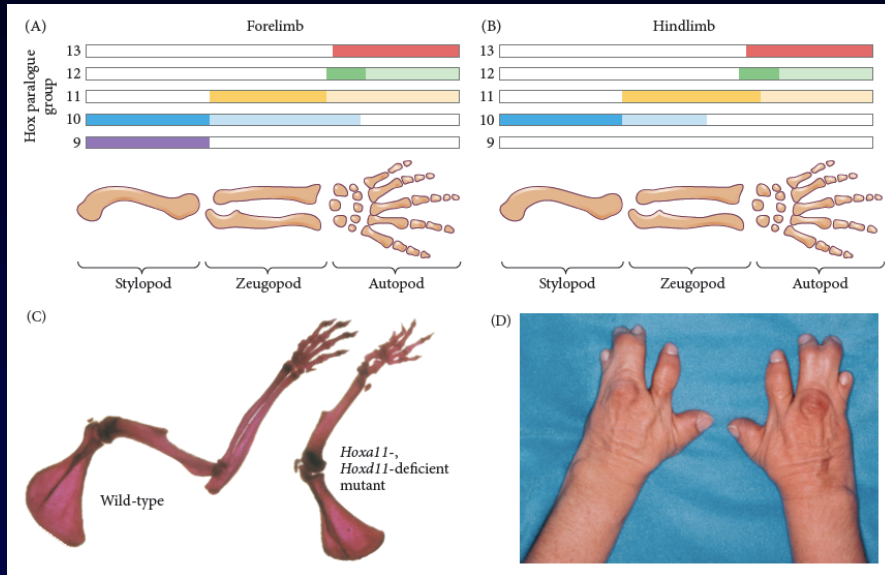 (A)
Forelimb
Hox paralogue
group
13
12
11
10
9
Stylopod
Zeugopod
Autopod
(B)
Hindlimb
13
12
11
10
9
Stylopod
Zeugopod
Autopod
(C)
Wild-type
Hoxa11-,
Hoxd11-deficient
mutant
(D)